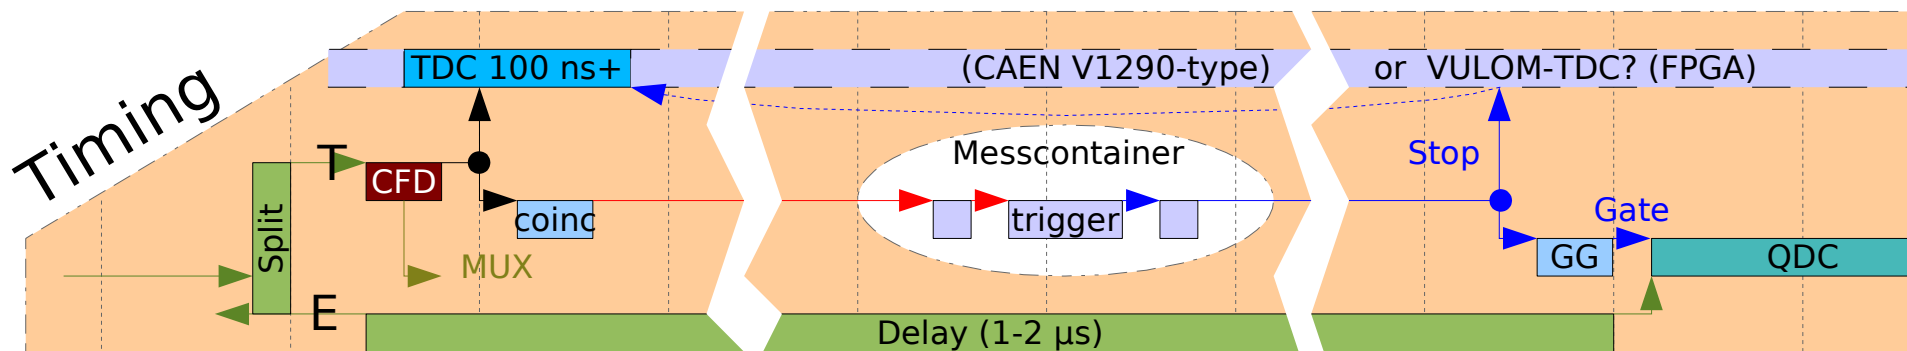 Timing
TDC 100 ns+
(CAEN V1290-type)
or VULOM-TDC? (FPGA)
T
CFD
Messcontainer
Stop
Split
coinc
trigger
Gate
MUX
GG
QDC
E
Delay (1-2 µs)